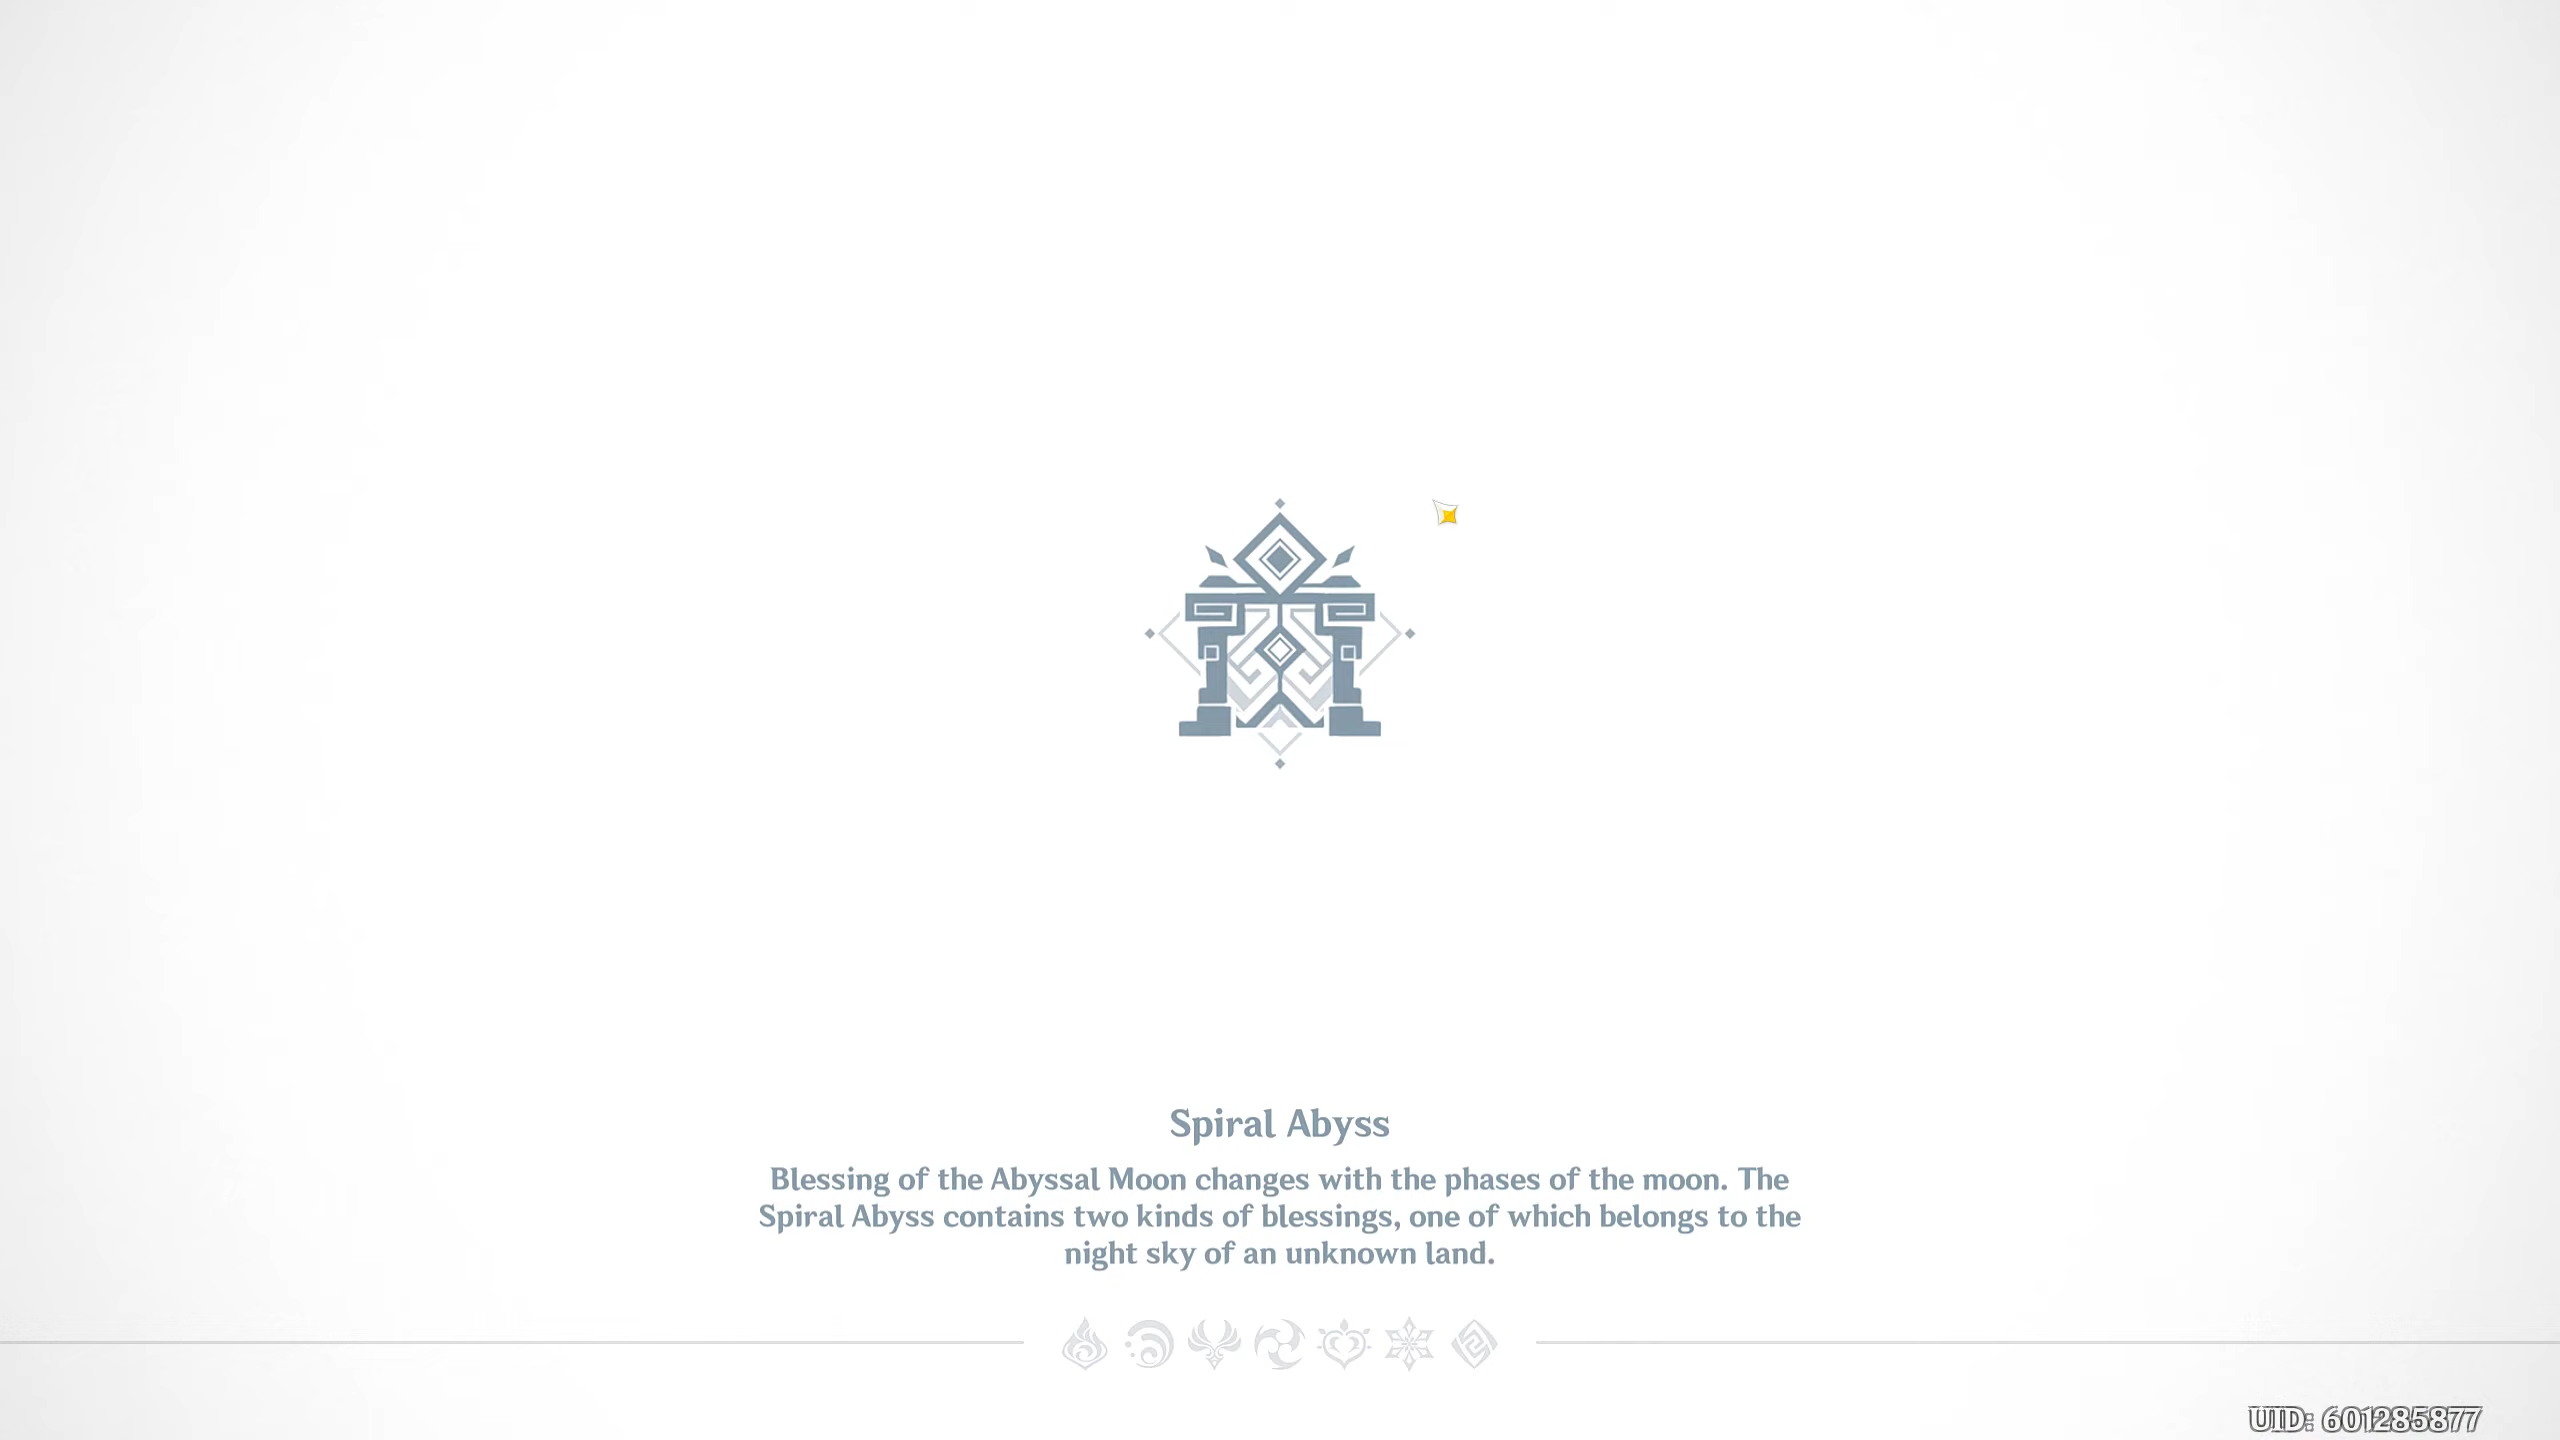 Spiral Abyss
Blessing of the Abyssal Moon changes with the phases of the moon. The
Spiral Abyss contains two kinds of blessings, one of which belongs to the
night sky of an unknown land.
UID: 601285877